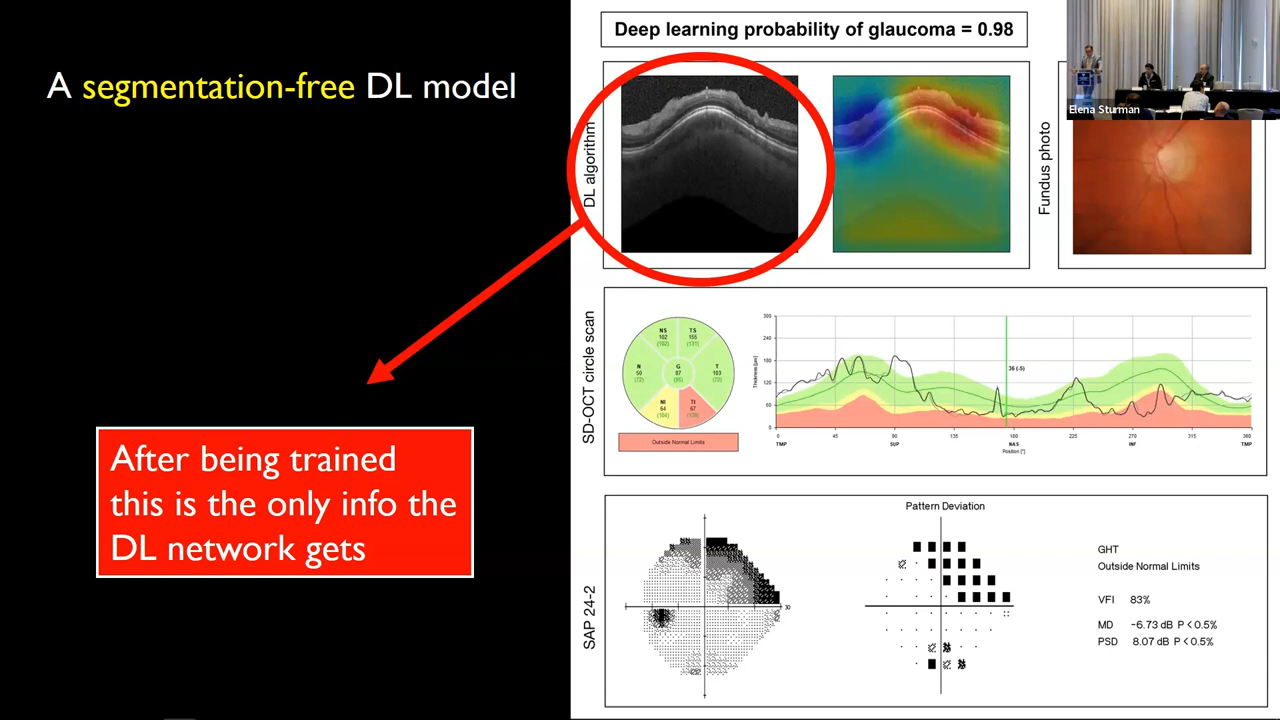 A segmentation-free DL model
After being trained
this is the only info the
DL network gets
Deep learning probability of glaucoma = 0.98
DL algorithm
Fundus photo
Elena Sturman
SD-OCT circle scan
NS
102
(102)
TS
155
(131)
N
50
(72)
G
87
(95)
T
103
(72)
NI
64
(104)
TI
67
Outside Normal Limits
Thickness [µm]
300
240
180
120
60
0
36 (-5)
0
45
90
135
180
225
270
315
360
TMP
SUP
NAS
INF
TMP
Position [°]
SAP 24-2
30
Pattern Deviation
GHT
Outside Normal Limits
VFI 83%
MD -6.73 dB P < 0.5%
PSD 8.07 dB P < 0.5%